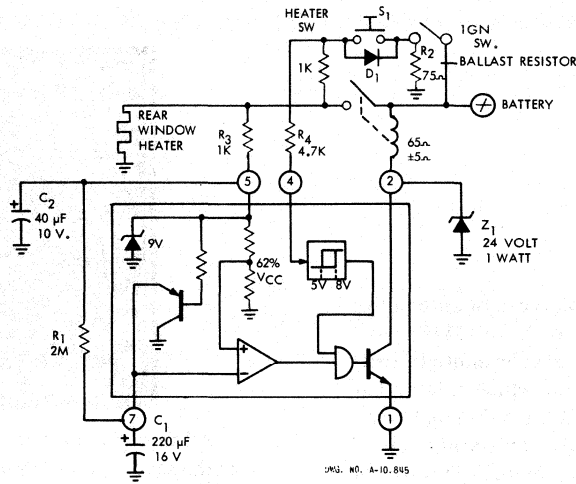 HEATER
SW
S1
1GN
SW.
R2
75Ω
BALLAST RESISTOR
D1
1K
BATTERY
REAR
WINDOW
HEATER
R3
1K
R4
4.7K
65Ω
±5Ω
5
4
2
C2
40 µF
10 V.
+
9V
62%
VCC
5V 8V
Z1
24 VOLT
1 WATT
R1
2M
+
−
7
C1
1
+
220 µF
16 V
DWG. NO. A-10.845